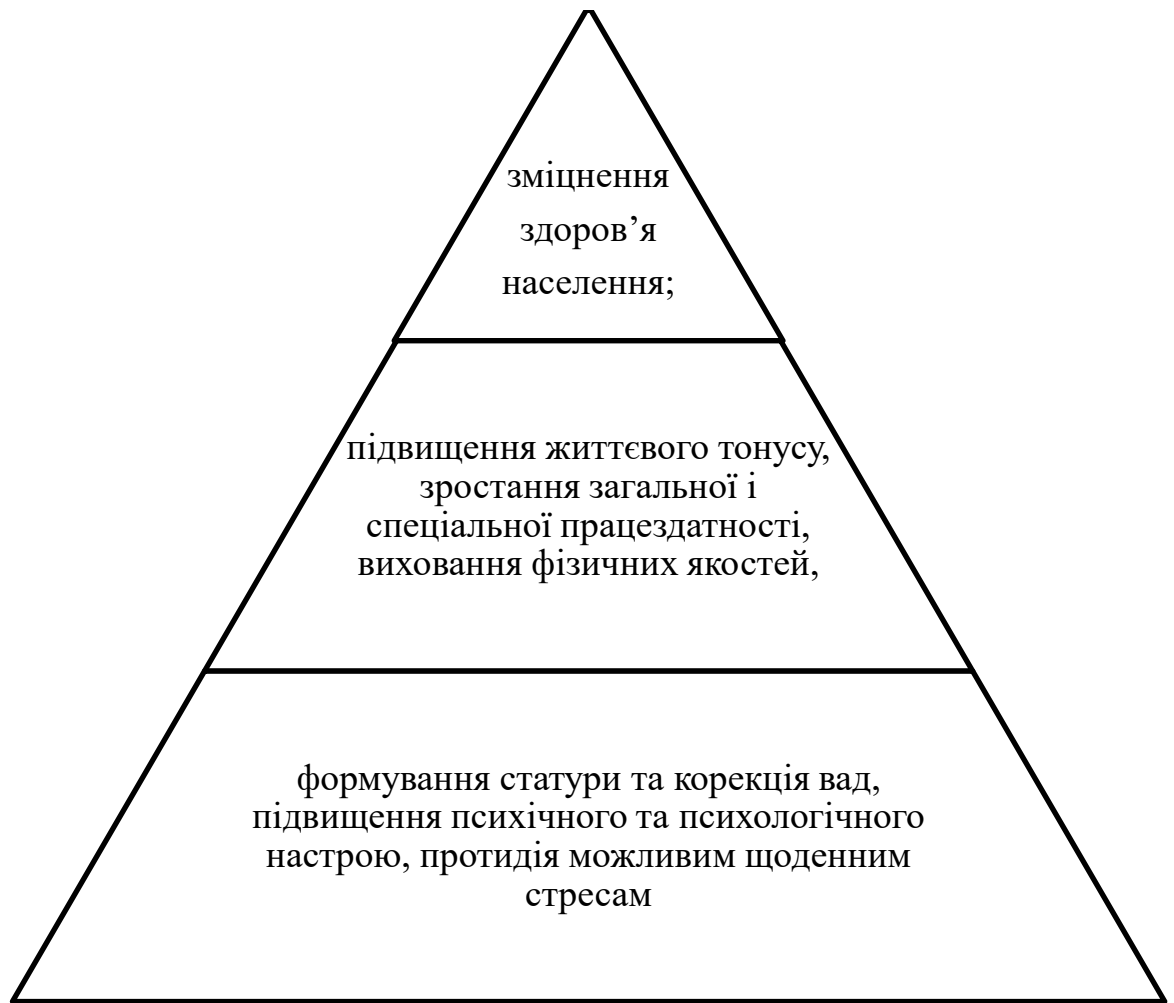 зміцнення
здоров’я
населення;
підвищення життєвого тонусу,
зростання загальної і
спеціальної працездатності,
виховання фізичних якостей,
формування статури та корекція вад,
підвищення психічного та психологічного
настрою, протидія можливим щоденним
стресам